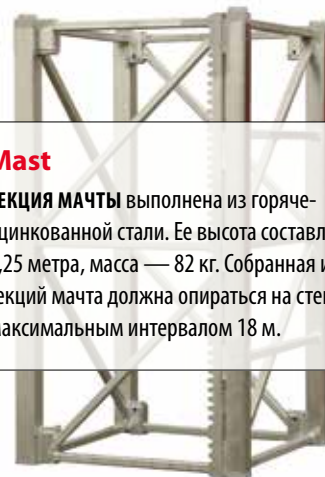 Mast
ЕКЦИЯ МАЧТЫ выполнена из горяче-
цинкованной стали. Ее высота составл
,25 метра, масса — 82 кг. Собранная и
екций мачта должна опираться на сте
аксимальным интервалом 18 м.